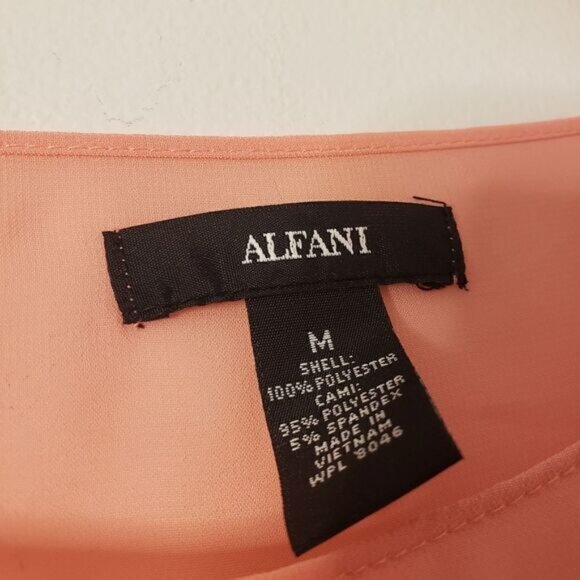 ALFANI
M
SHELL:
100% POLYESTER
CAMI:
95% POLYESTER
5% SPANDEX
MADE IN
VIETNAM
WPL 8046